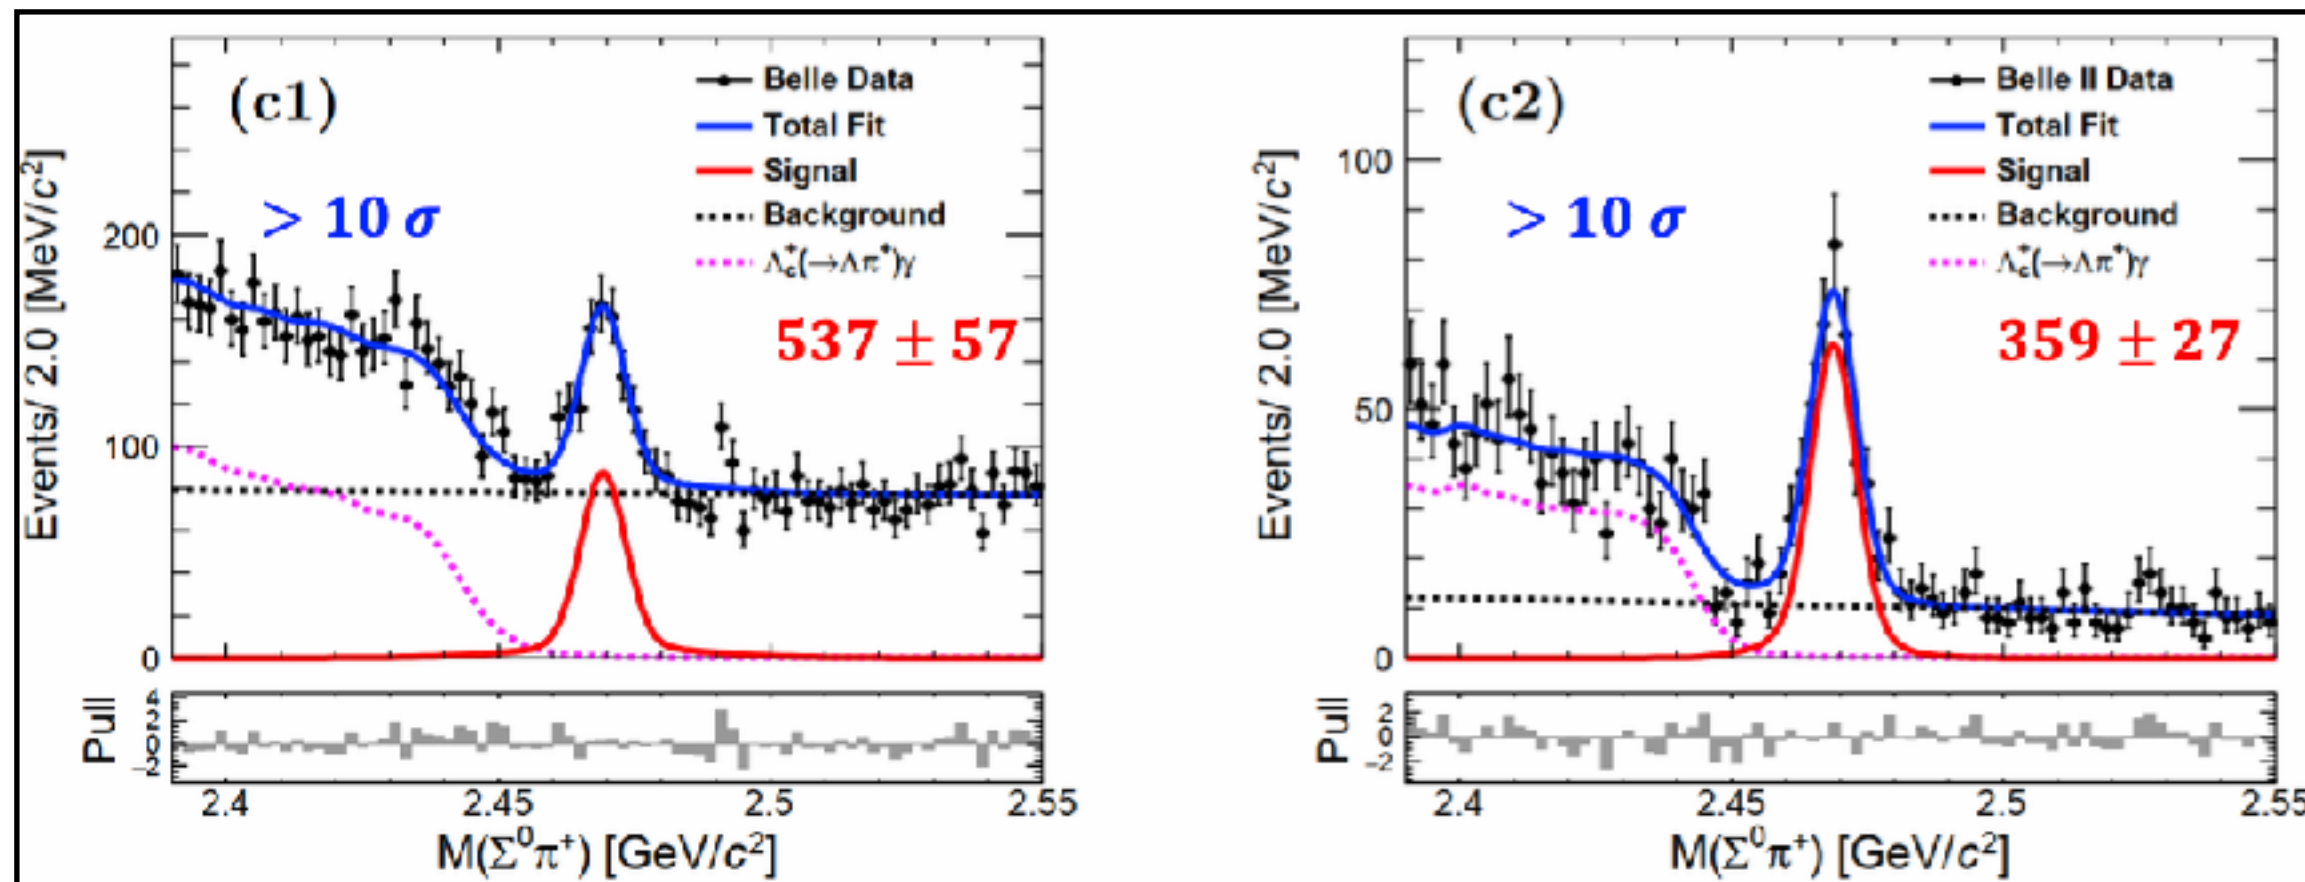 (c1)
Belle Data
Total Fit
Signal
Background
Λc⁺(→Λπ⁺)γ
> 10 σ
537 ± 57
Events/ 2.0 [MeV/c²]
200
100
0
Pull
4
2
0
−2
2.4 2.45 2.5 2.55
M(Σ⁰π⁺) [GeV/c²]
(c2)
Belle II Data
Total Fit
Signal
Background
Λc⁺(→Λπ⁺)γ
> 10 σ
359 ± 27
Events/ 2.0 [MeV/c²]
100
50
0
Pull
2
0
−2
2.4 2.45 2.5 2.55
M(Σ⁰π⁺) [GeV/c²]